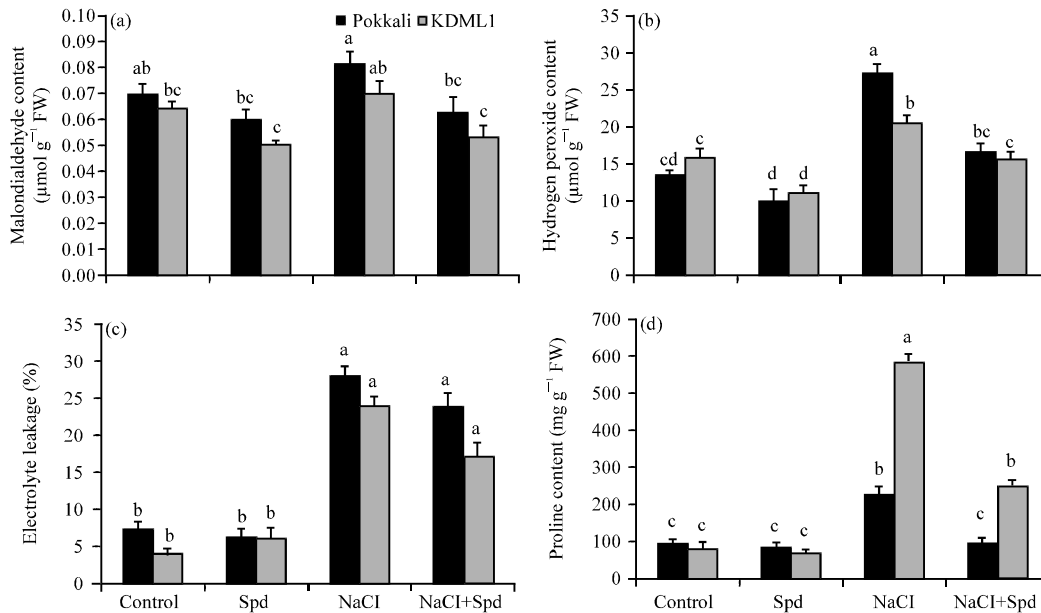 (a)
Pokkali KDML1
Malondialdehyde content
(µmol g⁻¹ FW)
0.10
0.09
0.08
0.07
0.06
0.05
0.04
0.03
0.02
0.01
0.00
ab
bc
bc
c
a
ab
bc
c
(b)
Hydrogen peroxide content
(µmol g⁻¹ FW)
35
30
25
20
15
10
5
0
cd
c
d
d
a
b
bc
c
(c)
Electrolyte leakage (%)
35
30
25
20
15
10
5
0
b
b
b
b
a
a
a
a
Control Spd NaCI NaCI+Spd
(d)
Proline content (mg g⁻¹ FW)
700
600
500
400
300
200
100
0
c
c
c
c
b
a
c
b
Control Spd NaCI NaCI+Spd